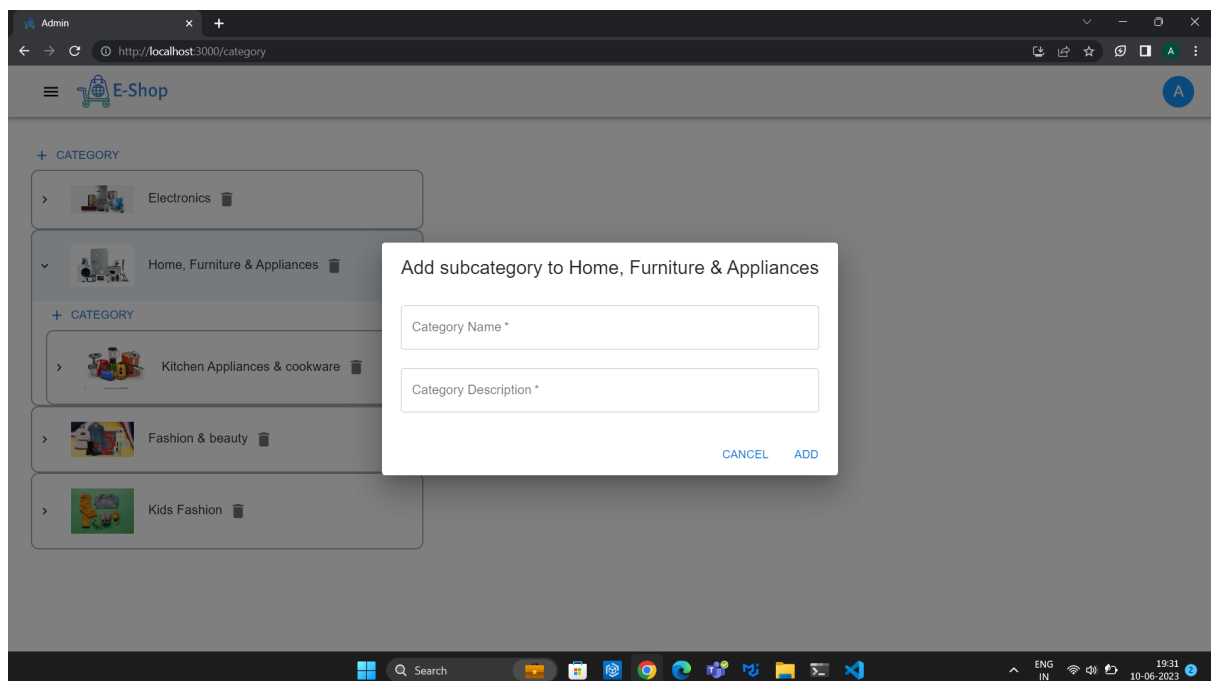 Admin
http://localhost:3000/category
A
E-Shop
A
+ CATEGORY
Electronics
Home, Furniture & Appliances
+ CATEGORY
Kitchen Appliances & cookware
Fashion & beauty
Kids Fashion
Add subcategory to Home, Furniture & Appliances
Category Name *
Category Description *
CANCEL ADD
Search
ENG
IN
19:31
10-06-2023
2